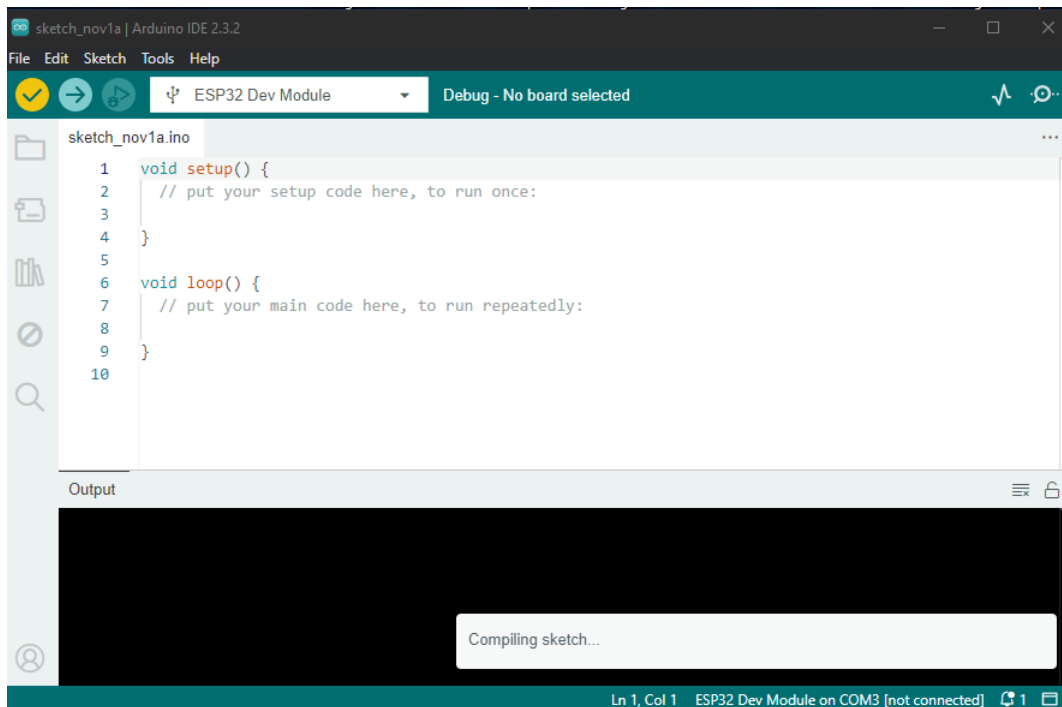 sketch_nov1a | Arduino IDE 2.3.2
File Edit Sketch Tools Help
ESP32 Dev Module
Debug - No board selected
sketch_nov1a.ino
...
1 void setup() {
2 // put your setup code here, to run once:
3
4 }
5
6 void loop() {
7 // put your main code here, to run repeatedly:
8
9 }
10
Output
Compiling sketch...
Ln 1, Col 1 ESP32 Dev Module on COM3 [not connected] 1